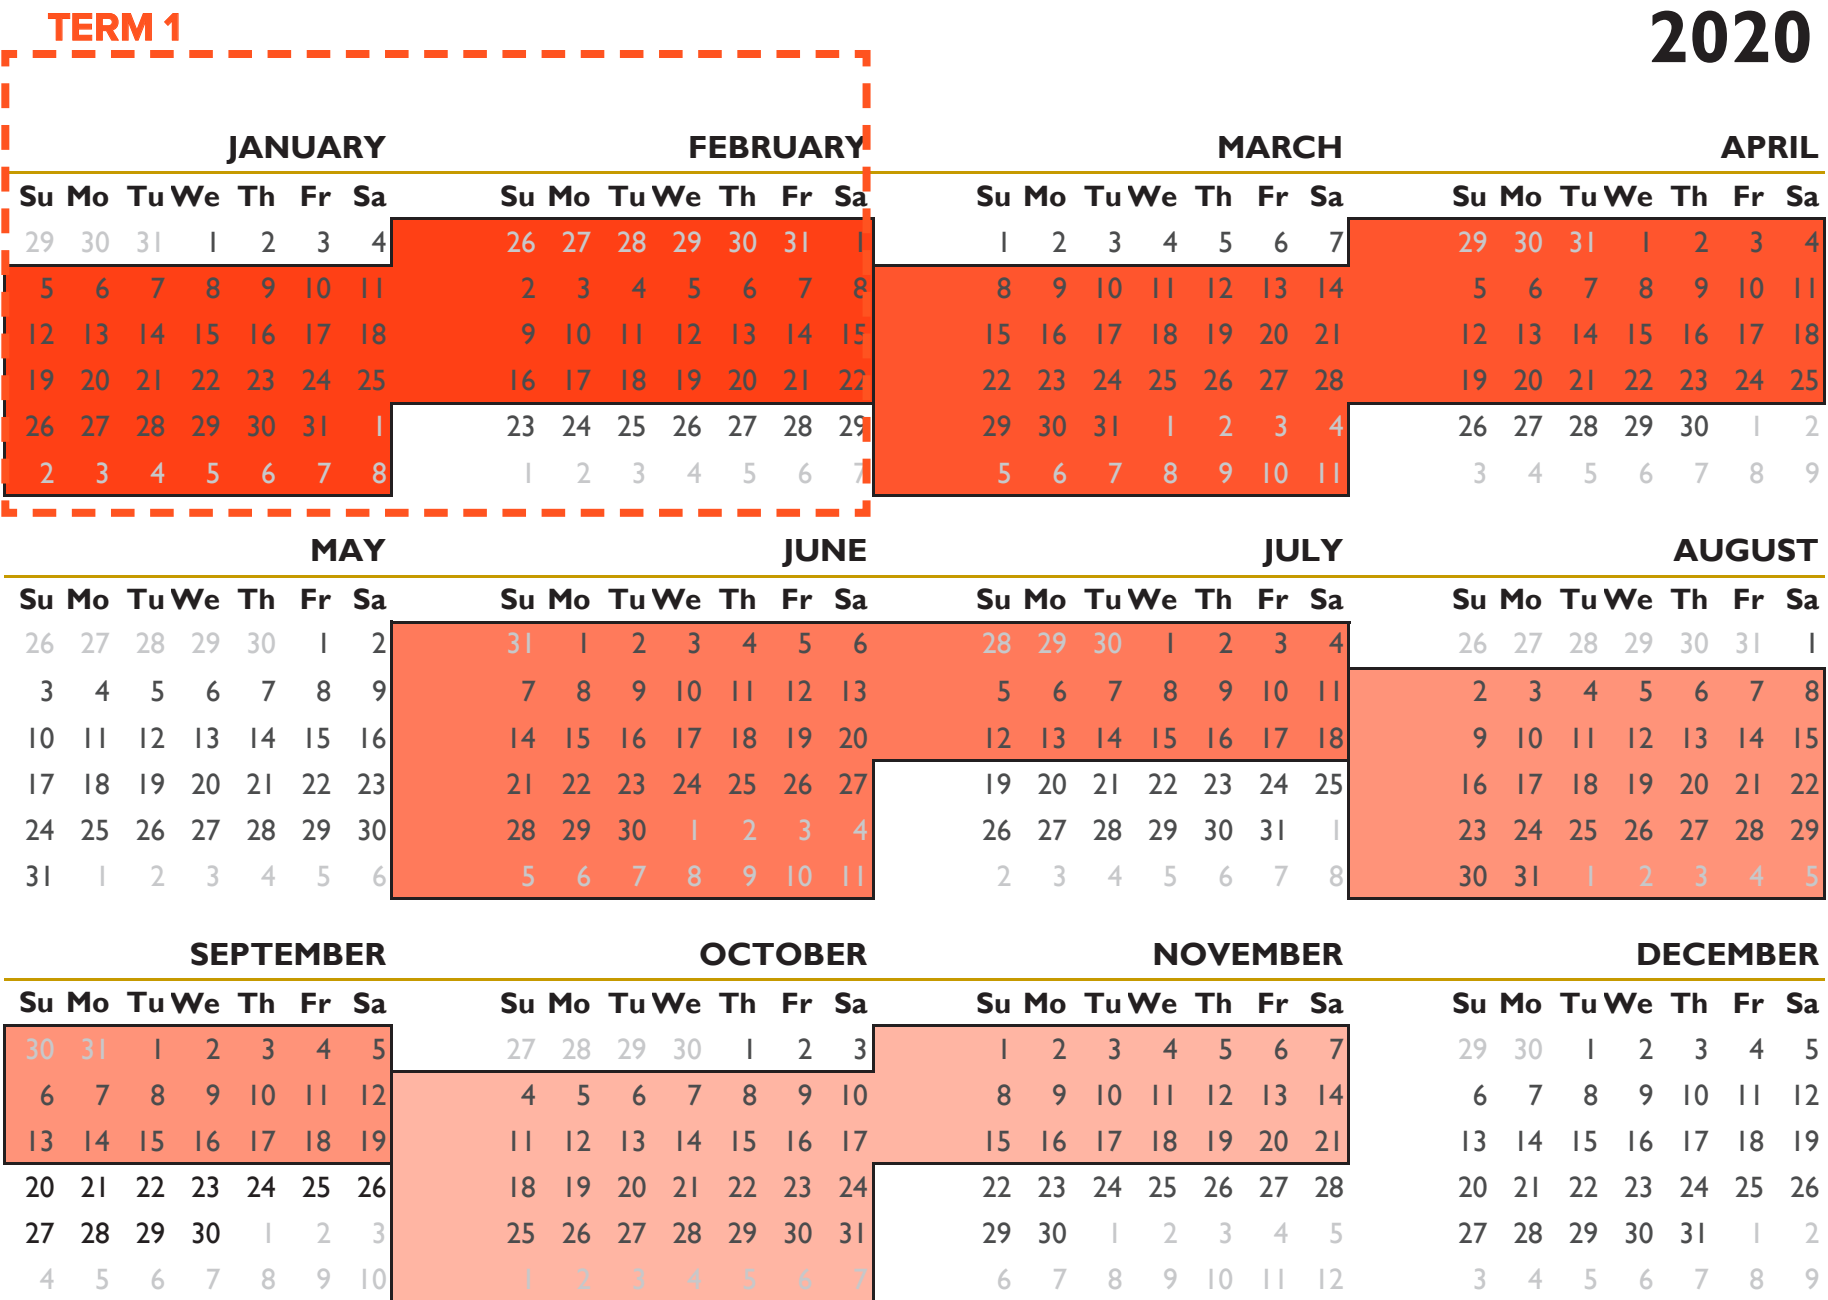 TERM 1
2020
JANUARY FEBRUARY MARCH APRIL
Su Mo Tu We Th Fr Sa Su Mo Tu We Th Fr Sa Su Mo Tu We Th Fr Sa Su Mo Tu We Th Fr Sa
29 30 31 1 2 3 4 26 27 28 29 30 31 1 1 2 3 4 5 6 7 29 30 31 1 2 3 4
5 6 7 8 9 10 11 2 3 4 5 6 7 8 8 9 10 11 12 13 14 5 6 7 8 9 10 11
12 13 14 15 16 17 18 9 10 11 12 13 14 15 15 16 17 18 19 20 21 12 13 14 15 16 17 18
19 20 21 22 23 24 25 16 17 18 19 20 21 22 22 23 24 25 26 27 28 19 20 21 22 23 24 25
26 27 28 29 30 31 1 23 24 25 26 27 28 29 29 30 31 1 2 3 4 26 27 28 29 30 1 2
2 3 4 5 6 7 8 1 2 3 4 5 6 7 5 6 7 8 9 10 11 3 4 5 6 7 8 9
MAY JUNE JULY AUGUST
Su Mo Tu We Th Fr Sa Su Mo Tu We Th Fr Sa Su Mo Tu We Th Fr Sa Su Mo Tu We Th Fr Sa
26 27 28 29 30 1 2 31 1 2 3 4 5 6 28 29 30 1 2 3 4 26 27 28 29 30 31 1
3 4 5 6 7 8 9 7 8 9 10 11 12 13 5 6 7 8 9 10 11 2 3 4 5 6 7 8
10 11 12 13 14 15 16 14 15 16 17 18 19 20 12 13 14 15 16 17 18 9 10 11 12 13 14 15
17 18 19 20 21 22 23 21 22 23 24 25 26 27 19 20 21 22 23 24 25 16 17 18 19 20 21 22
24 25 26 27 28 29 30 28 29 30 1 2 3 4 26 27 28 29 30 31 1 23 24 25 26 27 28 29
31 1 2 3 4 5 6 5 6 7 8 9 10 11 2 3 4 5 6 7 8 30 31 1 2 3 4 5
SEPTEMBER OCTOBER NOVEMBER DECEMBER
Su Mo Tu We Th Fr Sa Su Mo Tu We Th Fr Sa Su Mo Tu We Th Fr Sa Su Mo Tu We Th Fr Sa
30 31 1 2 3 4 5 27 28 29 30 1 2 3 1 2 3 4 5 6 7 29 30 1 2 3 4 5
6 7 8 9 10 11 12 4 5 6 7 8 9 10 8 9 10 11 12 13 14 6 7 8 9 10 11 12
13 14 15 16 17 18 19 11 12 13 14 15 16 17 15 16 17 18 19 20 21 13 14 15 16 17 18 19
20 21 22 23 24 25 26 18 19 20 21 22 23 24 22 23 24 25 26 27 28 20 21 22 23 24 25 26
27 28 29 30 1 2 3 25 26 27 28 29 30 31 29 30 1 2 3 4 5 27 28 29 30 31 1 2
4 5 6 7 8 9 10 1 2 3 4 5 6 7 6 7 8 9 10 11 12 3 4 5 6 7 8 9